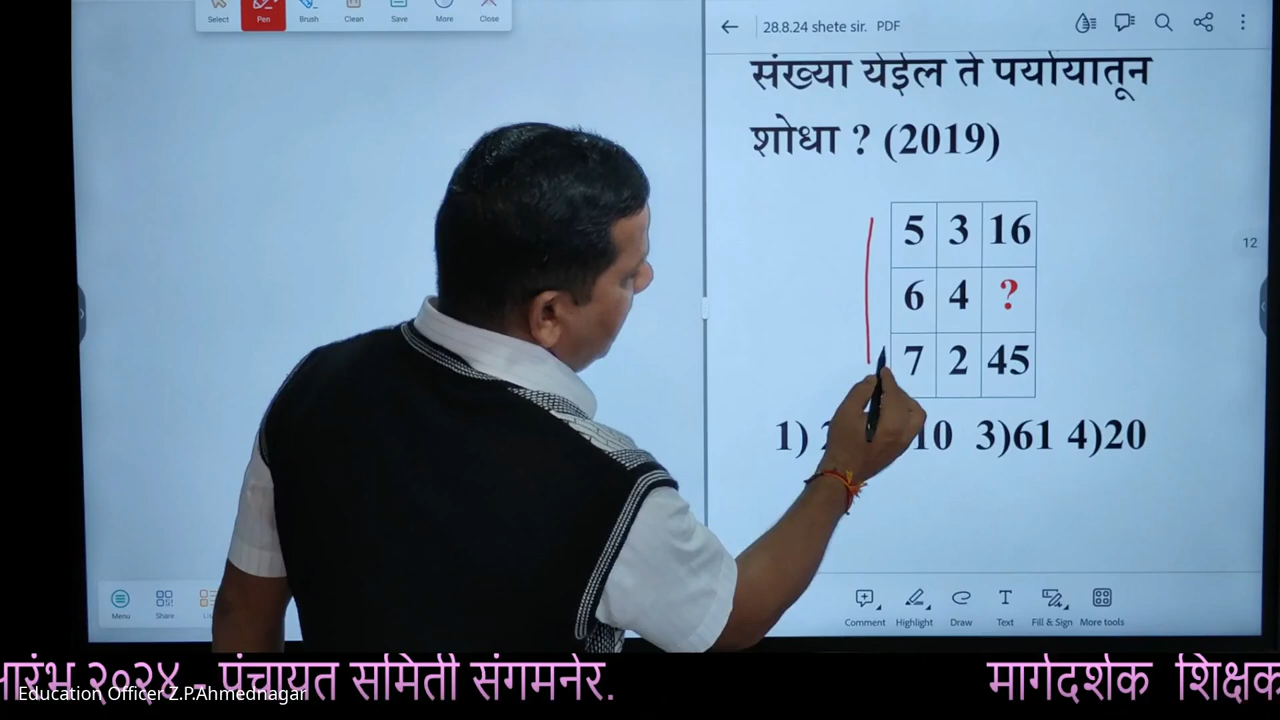 Select Pen Brush Clean Save More Close
28.8.24 shete sir. PDF
संख्या येईल ते पर्यायातून
शोधा ? (2019)
12
5 3 16
6 4 ?
7 2 45
1) 10 3)61 4)20
Menu Share
Comment Highlight Draw Text Fill & Sign More tools
२०२४ - पंचायत समिती संगमनेर. मार्गदर्शक शिक्षक
Education Officer Z.P.Ahmednagar